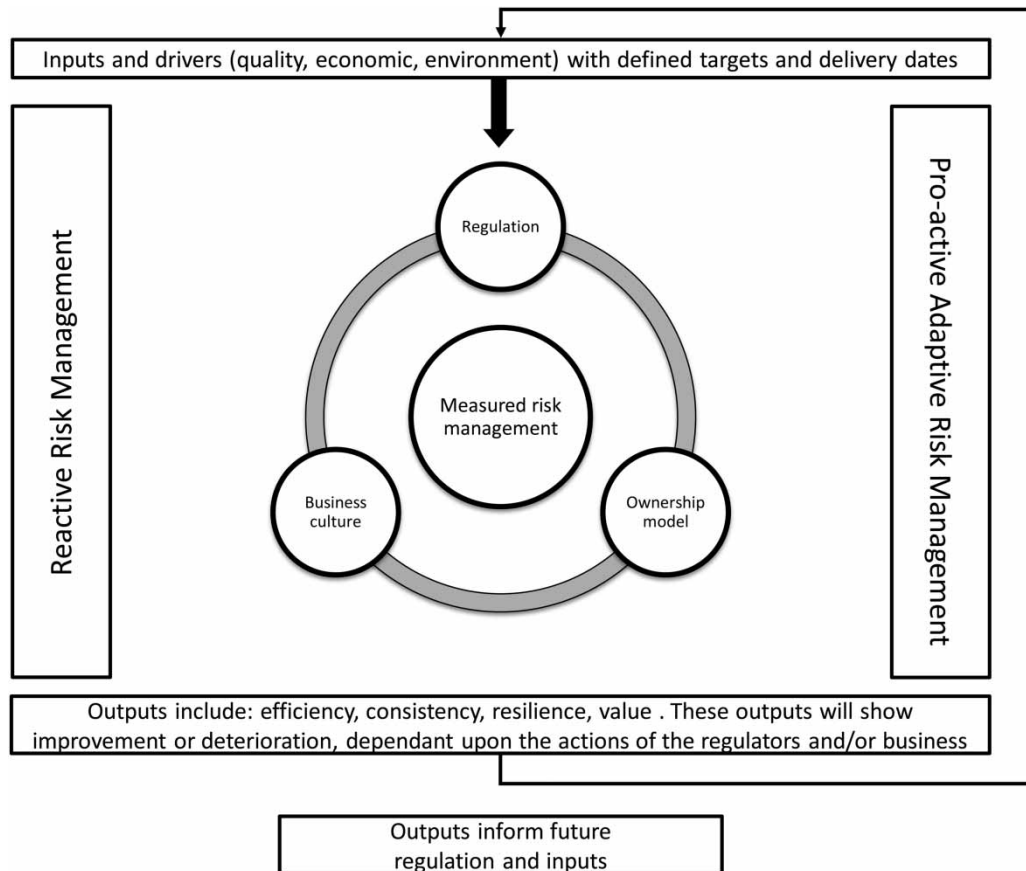 Inputs and drivers (quality, economic, environment) with defined targets and delivery dates
Reactive Risk Management
Pro-active Adaptive Risk Management
Regulation
Measured risk
management
Business
culture
Ownership
model
Outputs include: efficiency, consistency, resilience, value . These outputs will show
improvement or deterioration, dependant upon the actions of the regulators and/or business
Outputs inform future
regulation and inputs